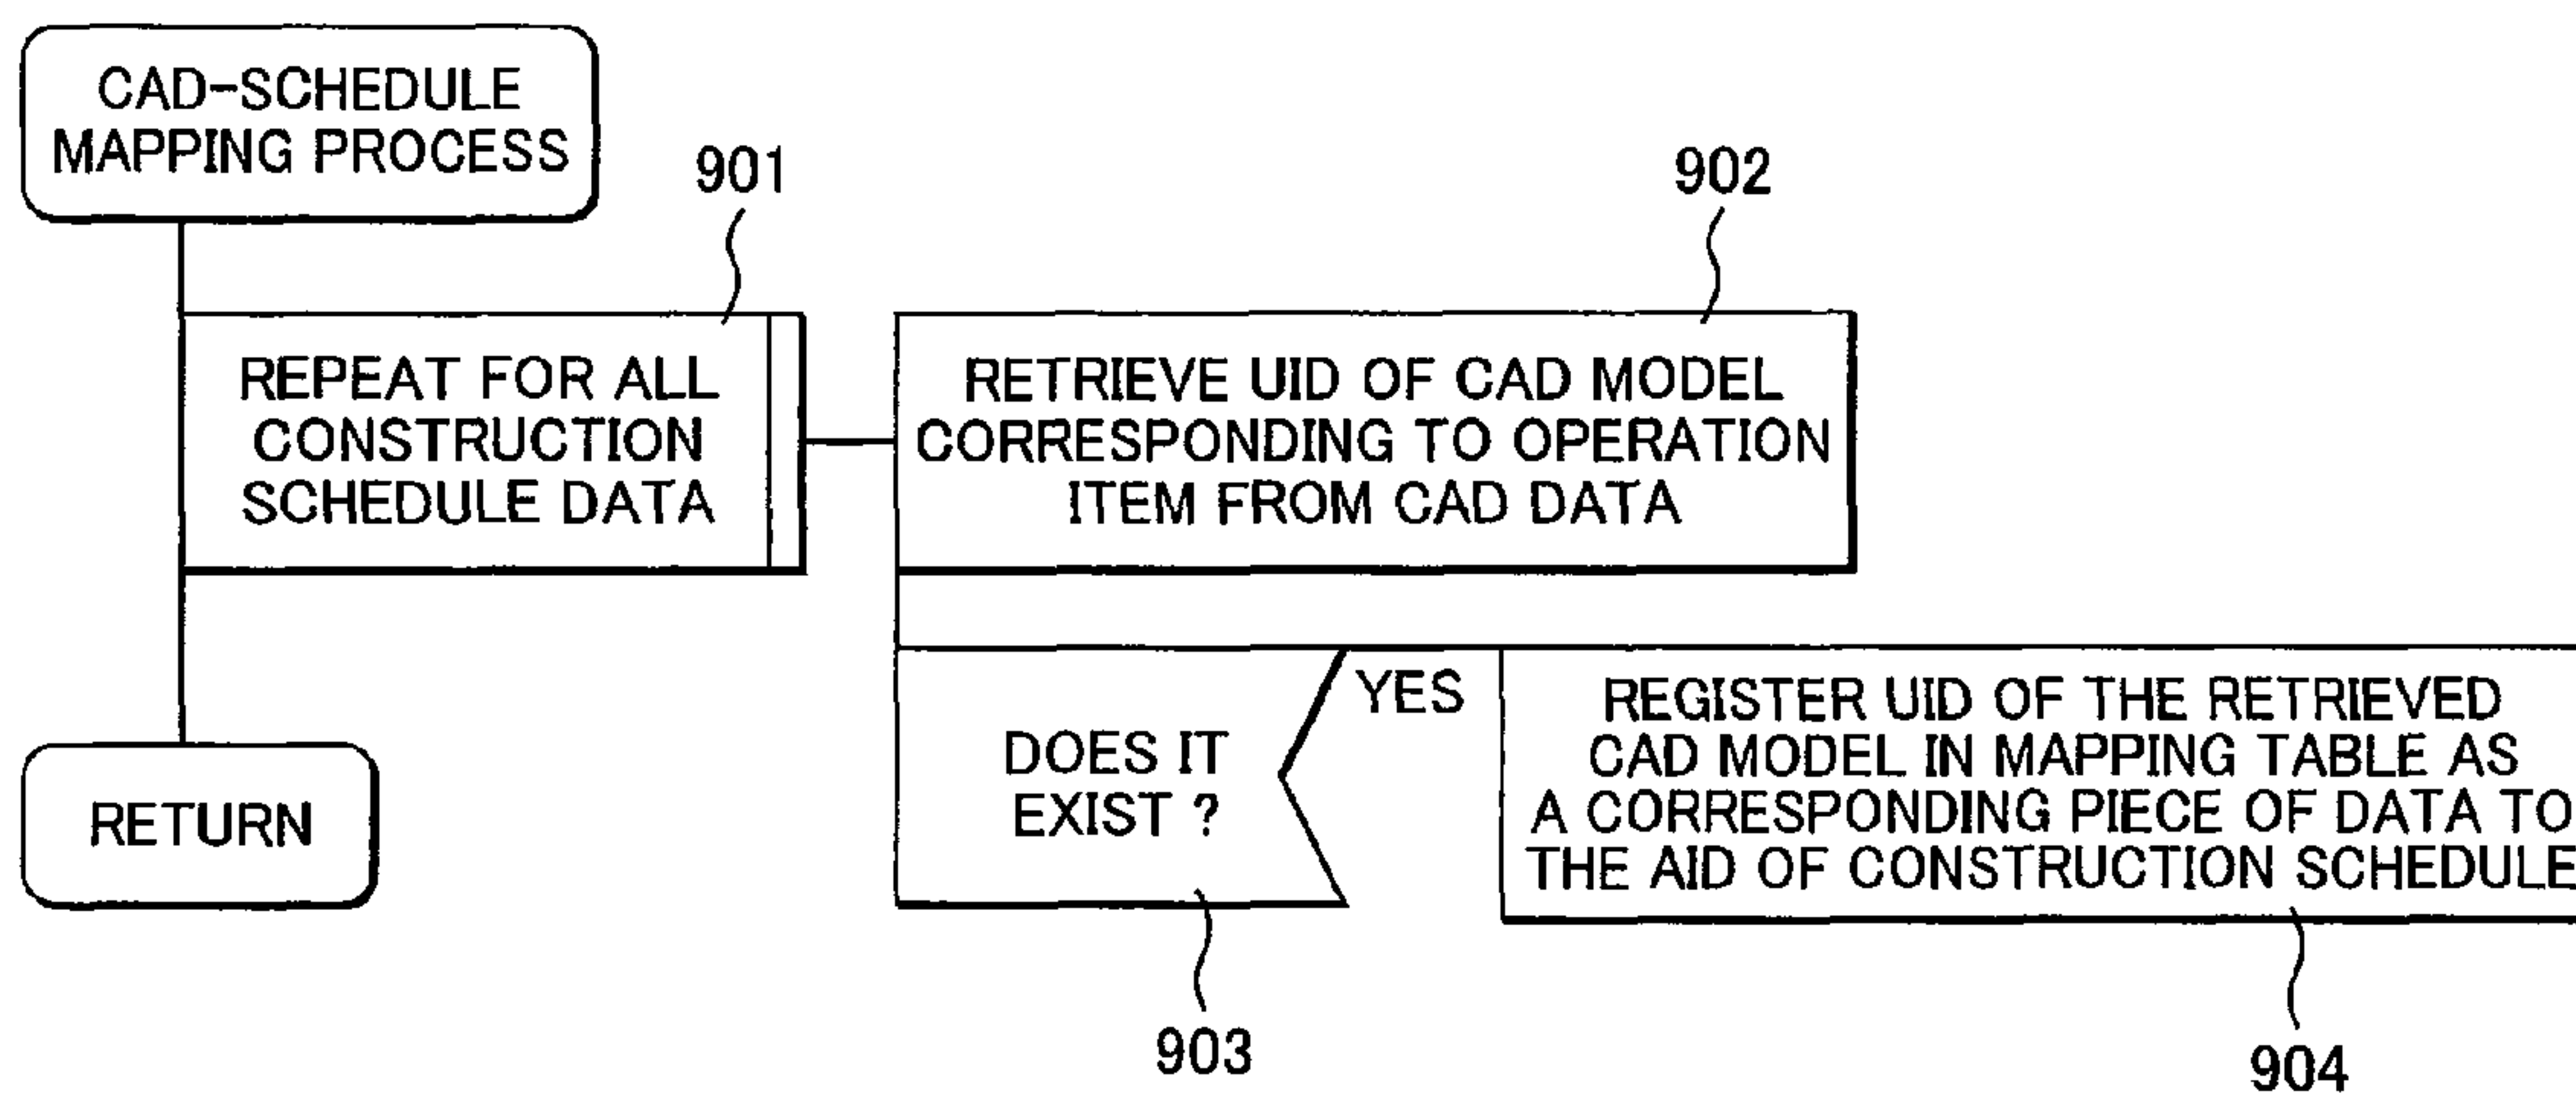 CAD-SCHEDULE
MAPPING PROCESS
901
902
REPEAT FOR ALL
CONSTRUCTION
SCHEDULE DATA
RETRIEVE UID OF CAD MODEL
CORRESPONDING TO OPERATION
ITEM FROM CAD DATA
DOES IT
EXIST ?
YES
REGISTER UID OF THE RETRIEVED
CAD MODEL IN MAPPING TABLE AS
A CORRESPONDING PIECE OF DATA TO
THE AID OF CONSTRUCTION SCHEDULE
RETURN
903
904